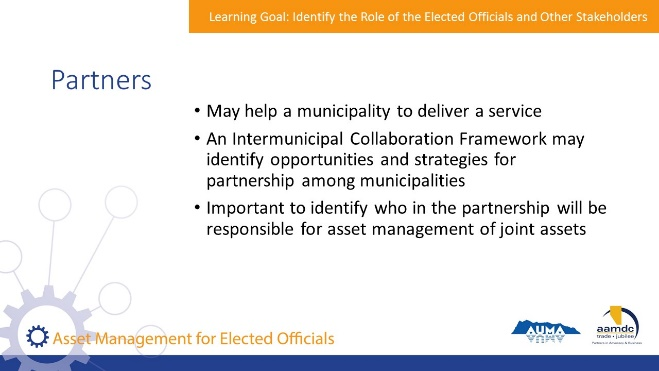 Learning Goal: Identify the Role of the Elected Officials and Other Stakeholders
Partners
• May help a municipality to deliver a service
• An Intermunicipal Collaboration Framework may
identify opportunities and strategies for
partnership among municipalities
• Important to identify who in the partnership will be
responsible for asset management of joint assets
Asset Management for Elected Officials
AUMA
aamdc
trade • jubilee